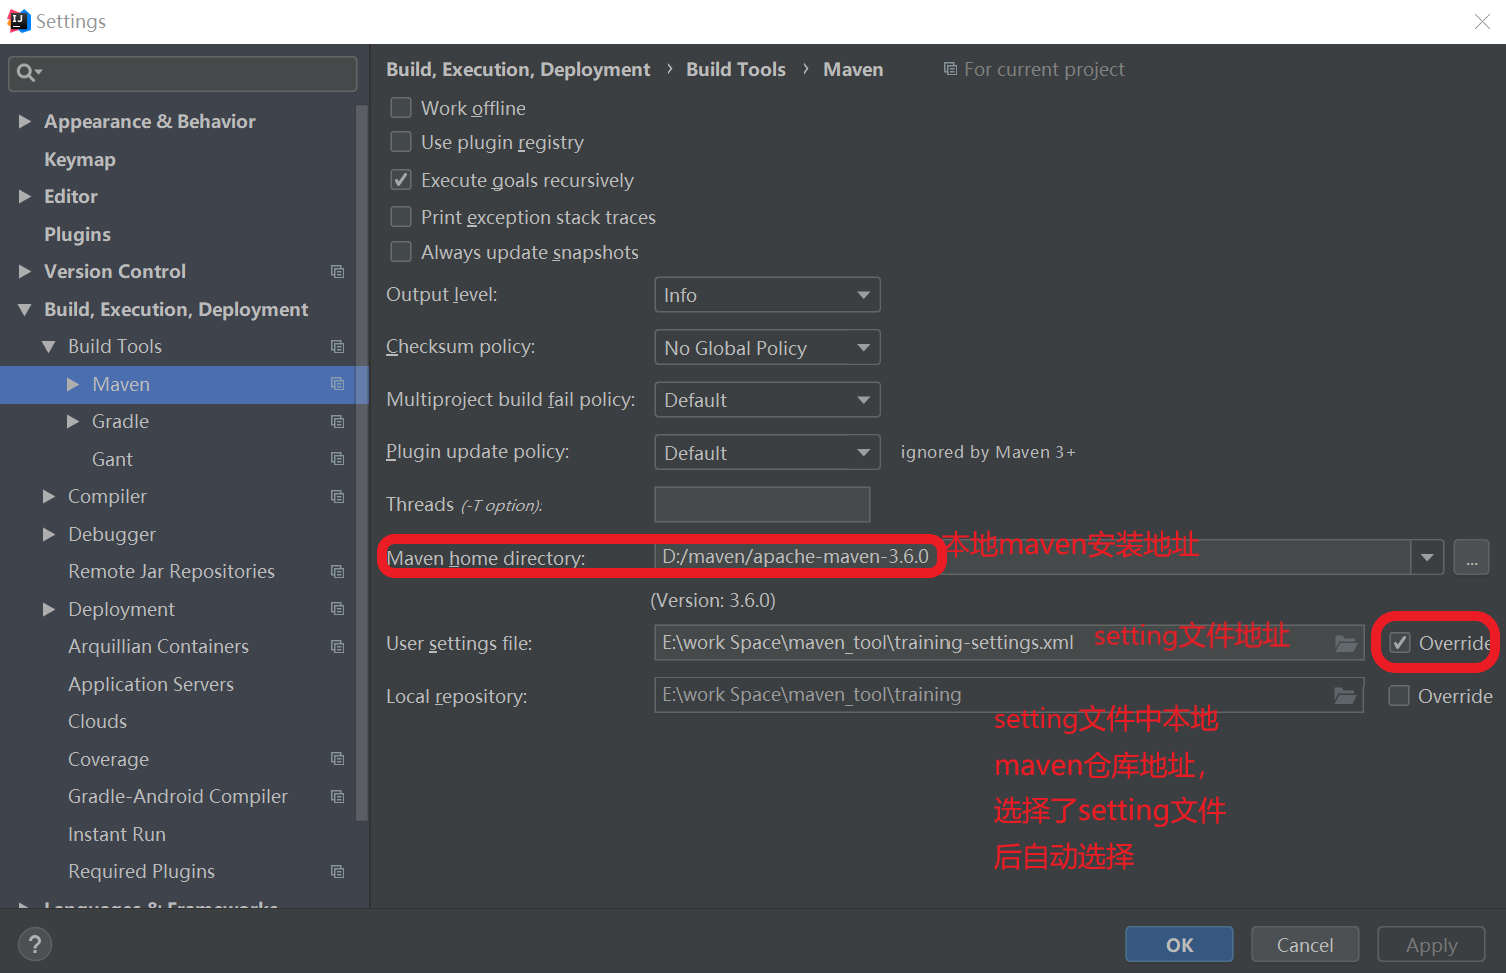 Settings
Build, Execution, Deployment › Build Tools › Maven For current project
Appearance & Behavior
Keymap
Editor
Plugins
Version Control
Build, Execution, Deployment
Build Tools
Maven
Gradle
Gant
Compiler
Debugger
Remote Jar Repositories
Deployment
Arquillian Containers
Application Servers
Clouds
Coverage
Gradle-Android Compiler
Instant Run
Required Plugins
Languages & Frameworks
Work offline
Use plugin registry
Execute goals recursively
Print exception stack traces
Always update snapshots
Output level: Info
Checksum policy: No Global Policy
Multiproject build fail policy: Default
Plugin update policy: Default ignored by Maven 3+
Threads (-T option):
Maven home directory: D:/maven/apache-maven-3.6.0 本地maven安装地址 ...
(Version: 3.6.0)
User settings file: E:\work Space\maven_tool\training-settings.xml setting文件地址 Override
Local repository: E:\work Space\maven_tool\training Override
setting文件中本地
maven仓库地址，
选择了setting文件
后自动选择
? OK Cancel Apply